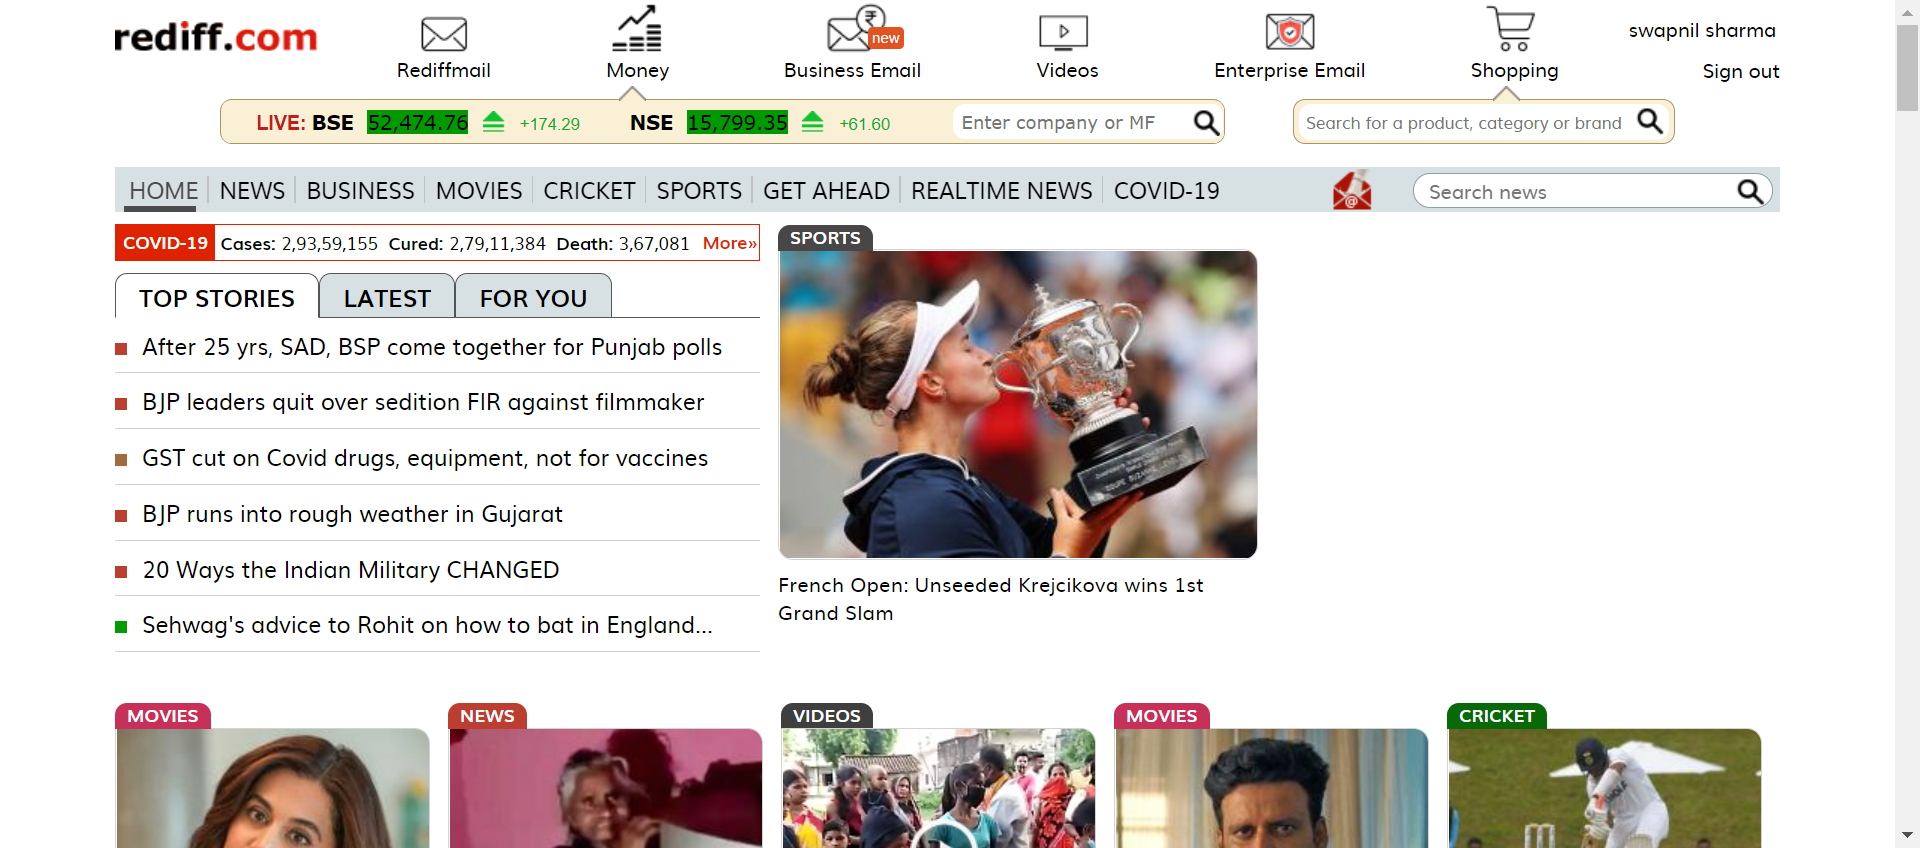 rediff.com
Rediffmail
Money
new
Business Email
Videos
Enterprise Email
Shopping
swapnil sharma
Sign out
LIVE: BSE 52,474.76 +174.29 NSE 15,799.35 +61.60
Enter company or MF
Search for a product, category or brand
HOME NEWS BUSINESS MOVIES CRICKET SPORTS GET AHEAD REALTIME NEWS COVID-19
@
Search news
COVID-19 Cases: 2,93,59,155 Cured: 2,79,11,384 Death: 3,67,081 More»
TOP STORIES LATEST FOR YOU
After 25 yrs, SAD, BSP come together for Punjab polls
BJP leaders quit over sedition FIR against filmmaker
GST cut on Covid drugs, equipment, not for vaccines
BJP runs into rough weather in Gujarat
20 Ways the Indian Military CHANGED
Sehwag's advice to Rohit on how to bat in England...
SPORTS
French Open: Unseeded Krejcikova wins 1st
Grand Slam
MOVIES
NEWS
VIDEOS
MOVIES
CRICKET